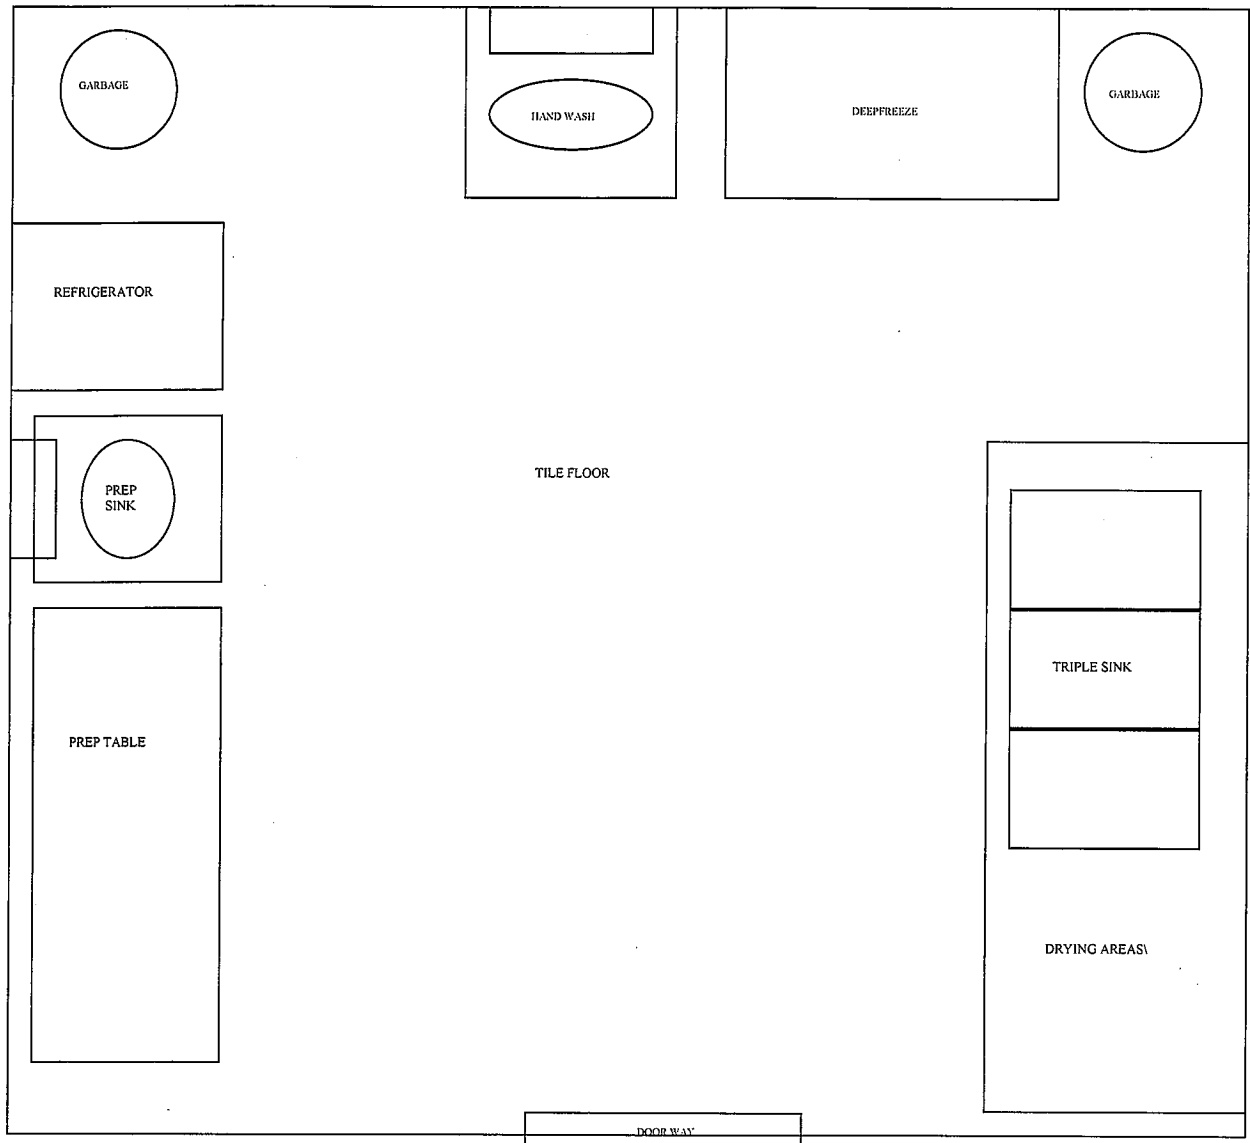 GARBAGE
HAND WASH
DEEPFREEZE
GARBAGE
REFRIGERATOR
PREP
SINK
TILE FLOOR
TRIPLE SINK
PREP TABLE
DRYING AREAS\
DOOR WAY